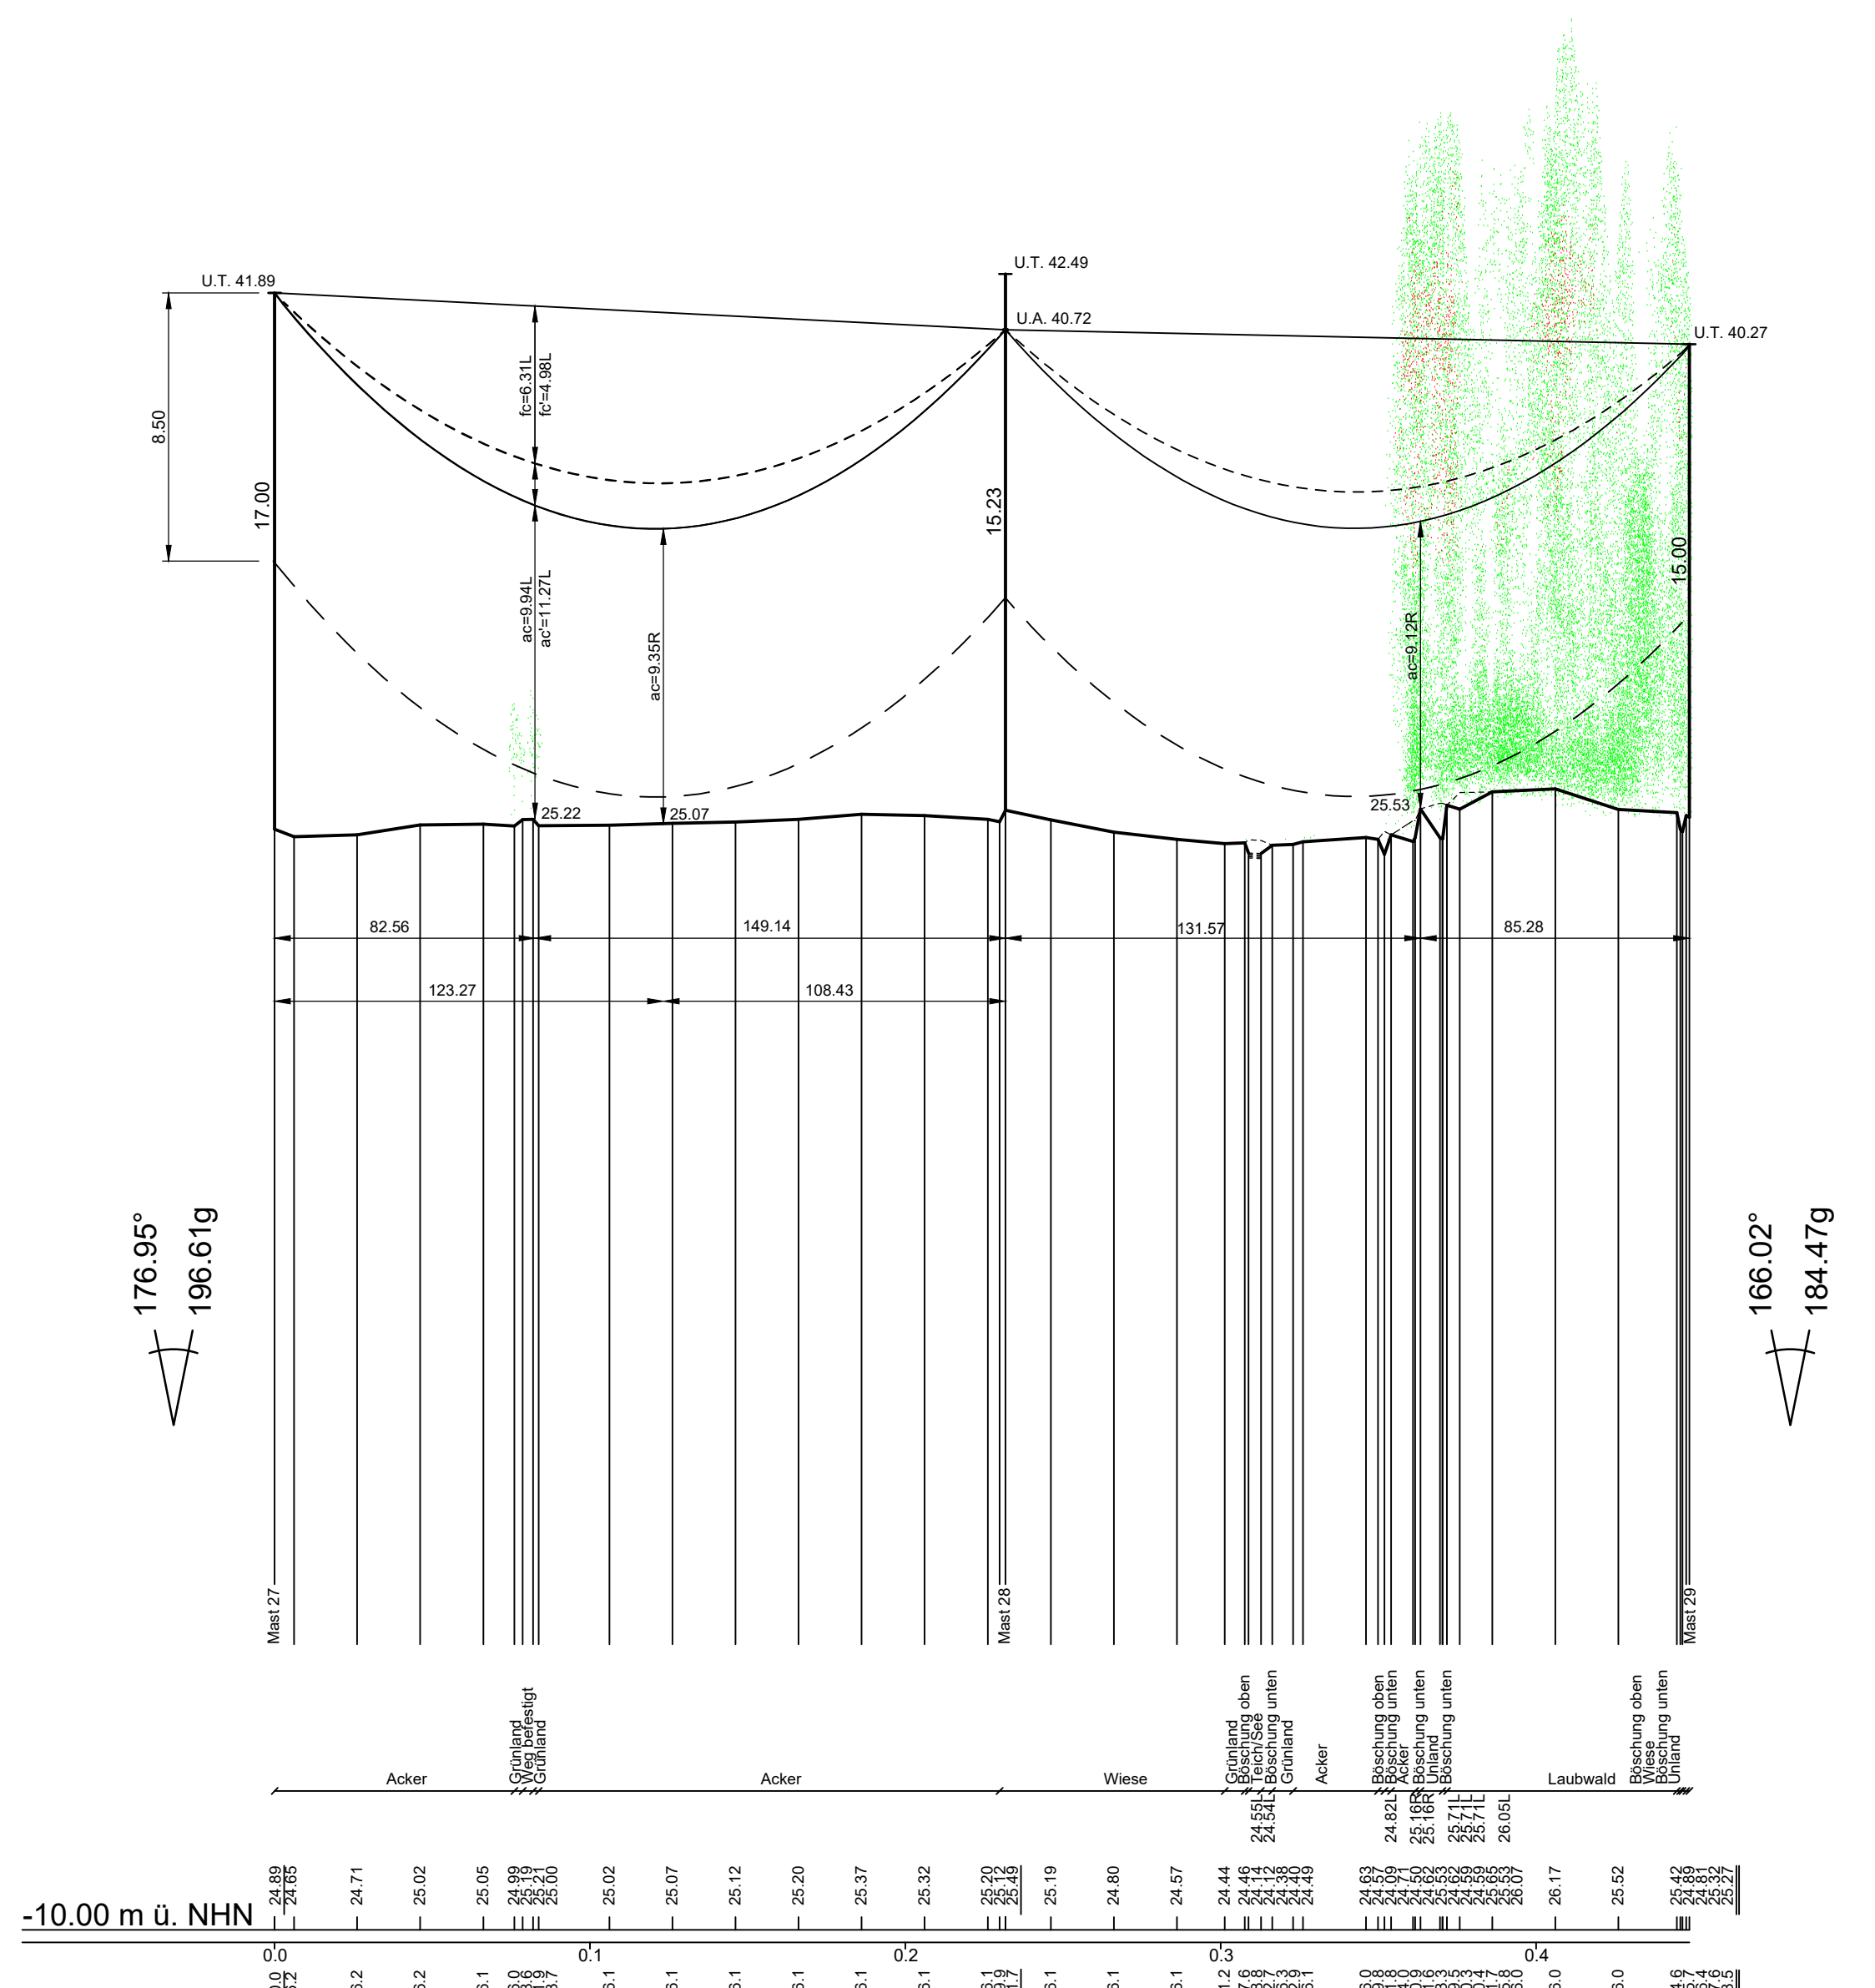 U.T. 42.49
U.T. 41.89
U.A. 40.72
U.T. 40.27
fc=6.31L
fc'=4.98L
8.50
17.00
15.23
15.00
ac=9.94L
ac'=11.27L
ac=9.35R
ac=9.12R
25.22
25.07
25.53
82.56
149.14
131.57
85.28
123.27
108.43
176.95°
196.61g
166.02°
184.47g
Mast 27
Mast 28
Mast 29
Acker
Grünland
Weg befestigt
Grünland
Acker
Wiese
Grünland
Böschung oben
Teich/See
Böschung unten
Grünland
Acker
Böschung oben
Böschung unten
Acker
Böschung unten
Unland
Böschung unten
Laubwald
Böschung oben
Wiese
Böschung unten
Unland
24.55L
24.54L
24.82L
25.16R
25.16R
25.71L
25.71L
25.71L
26.05L
24.89
24.65
24.71
25.02
25.05
24.99
25.19
25.21
25.00
25.02
25.07
25.12
25.20
25.37
25.32
25.20
25.12
25.49
25.19
24.80
24.57
24.44
24.46
24.14
24.12
24.38
24.40
24.49
24.63
24.57
24.09
24.71
24.50
24.62
25.53
24.62
24.59
24.59
25.65
25.53
26.07
26.17
25.52
25.42
24.89
24.81
25.32
25.27
-10.00 m ü. NHN
0.0
0.1
0.2
0.3
0.4